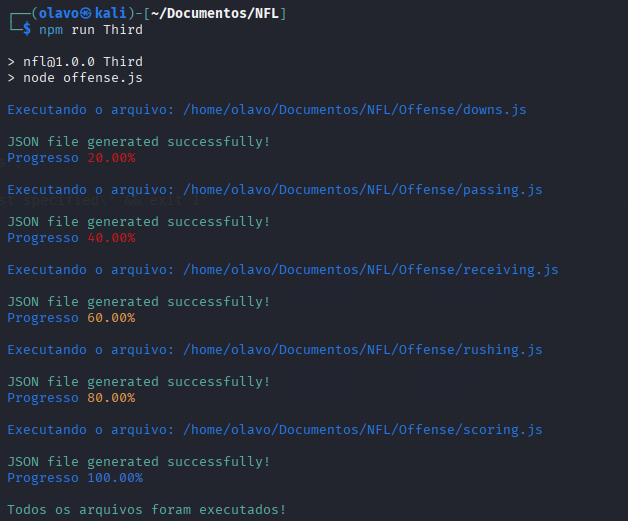 ┌──(olavo㉿kali)-[~/Documentos/NFL]
└─$ npm run Third
> nfl@1.0.0 Third
> node offense.js
Executando o arquivo: /home/olavo/Documentos/NFL/Offense/downs.js
JSON file generated successfully!
Progresso 20.00%
Executando o arquivo: /home/olavo/Documentos/NFL/Offense/passing.js
st specified\" && exit 1
JSON file generated successfully!
Progresso 40.00%
Executando o arquivo: /home/olavo/Documentos/NFL/Offense/receiving.js
JSON file generated successfully!
Progresso 60.00%
Executando o arquivo: /home/olavo/Documentos/NFL/Offense/rushing.js
JSON file generated successfully!
Progresso 80.00%
Executando o arquivo: /home/olavo/Documentos/NFL/Offense/scoring.js
JSON file generated successfully!
Progresso 100.00%
Todos os arquivos foram executados!